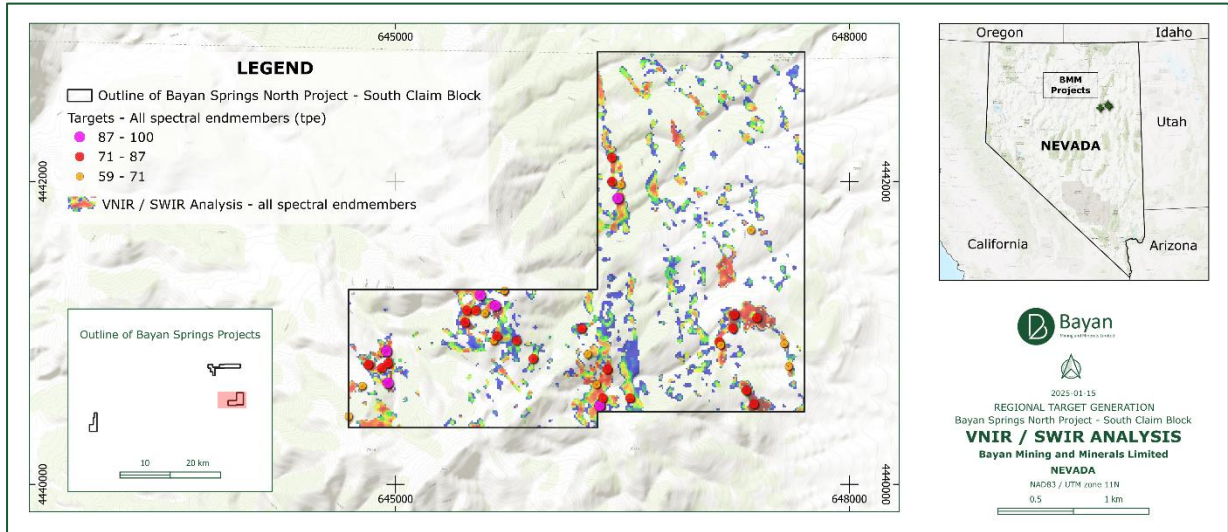 645000
648000
LEGEND
Outline of Bayan Springs North Project - South Claim Block
Targets - All spectral endmembers (tpe)
87 - 100
71 - 87
59 - 71
VNIR / SWIR Analysis - all spectral endmembers
4442000
4442000
Outline of Bayan Springs Projects
10 20 km
4440000
4440000
645000
648000
Oregon
Idaho
BMM
Projects
Utah
NEVADA
California
Arizona
Bayan
Mining and Minerals Limited
2025-01-15
REGIONAL TARGET GENERATION
Bayan Springs North Project - South Claim Block
VNIR / SWIR ANALYSIS
Bayan Mining and Minerals Limited
NEVADA
NAD83 / UTM zone 11N
0.5 1 km